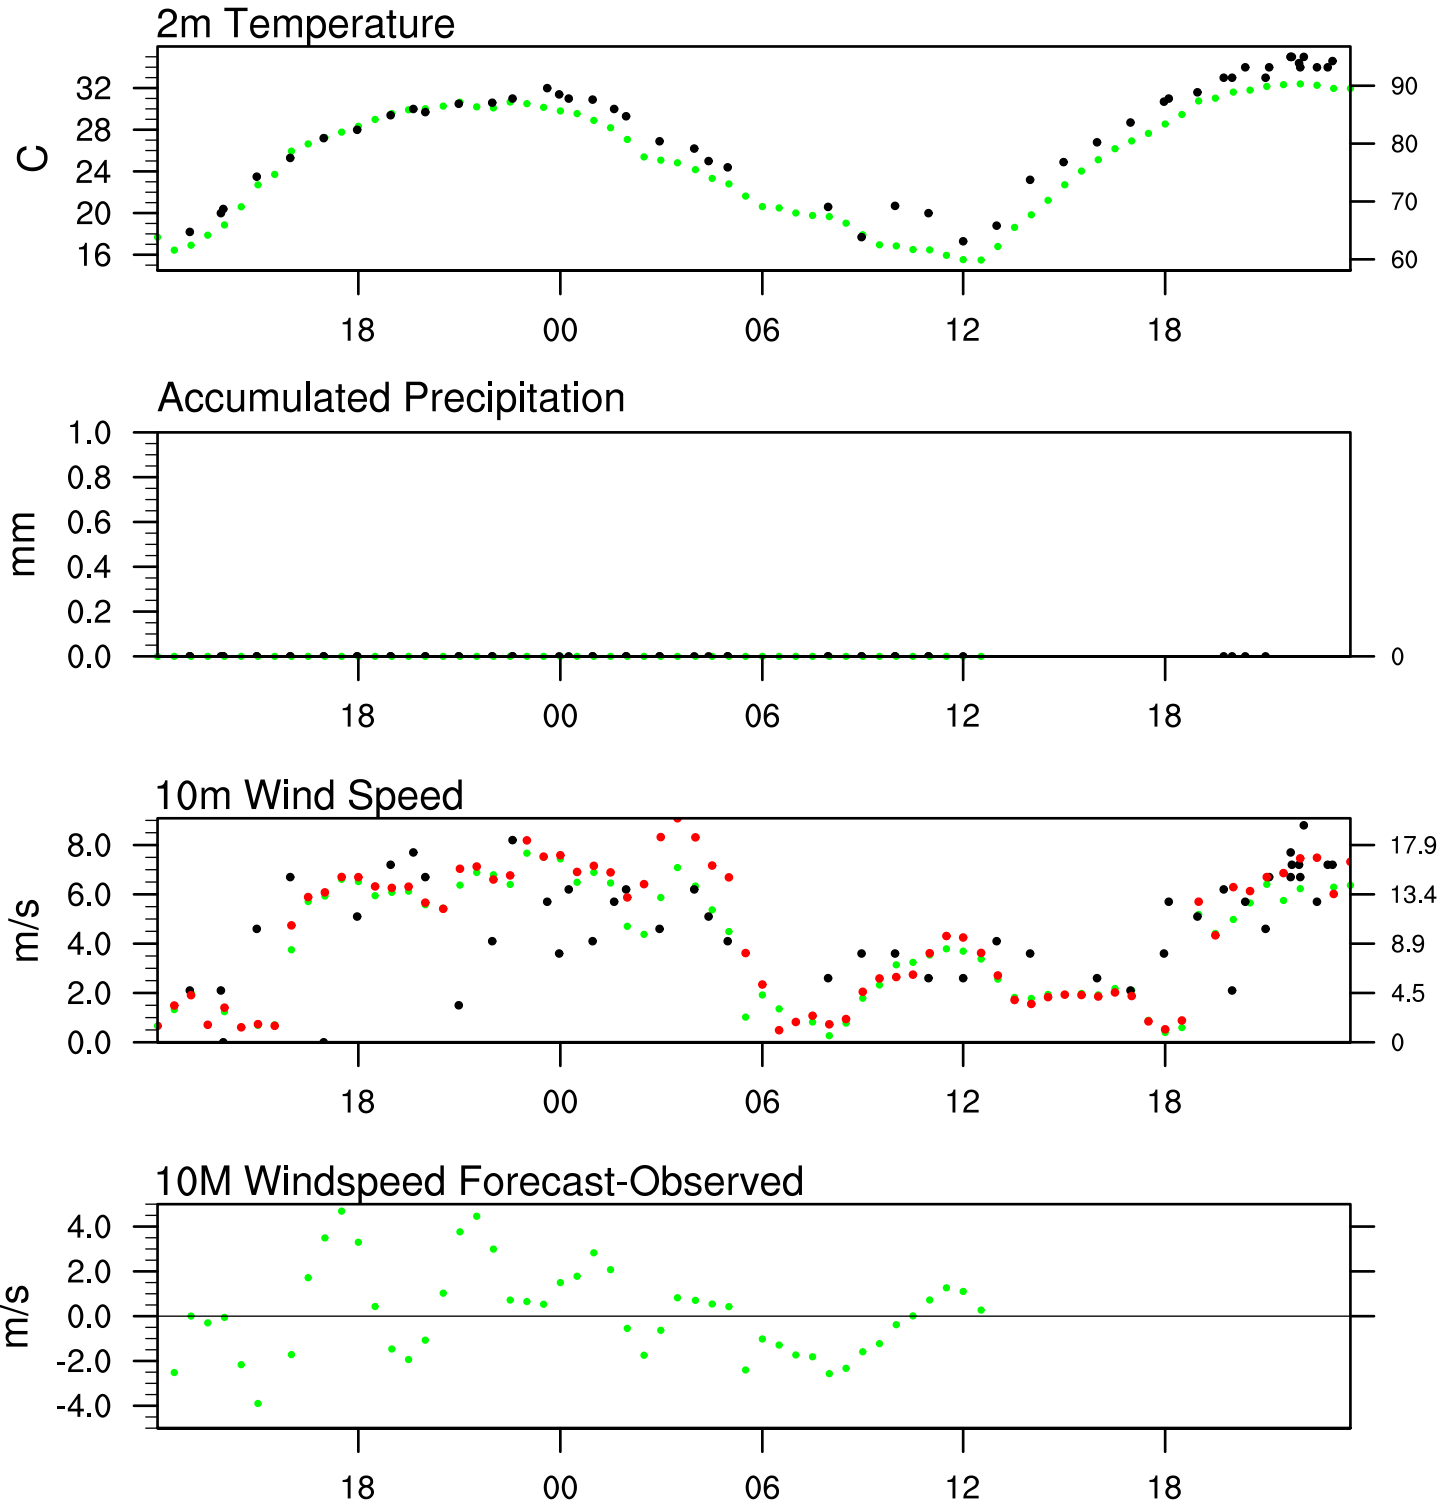 2m Temperature
C
32
28
24
20
16
90
80
70
60
18 00 06 12 18
Accumulated Precipitation
mm
1.0
0.8
0.6
0.4
0.2
0.0
0
18 00 06 12 18
10m Wind Speed
m/s
8.0
6.0
4.0
2.0
0.0
17.9
13.4
8.9
4.5
0
18 00 06 12 18
10M Windspeed Forecast-Observed
m/s
4.0
2.0
0.0
-2.0
-4.0
18 00 06 12 18